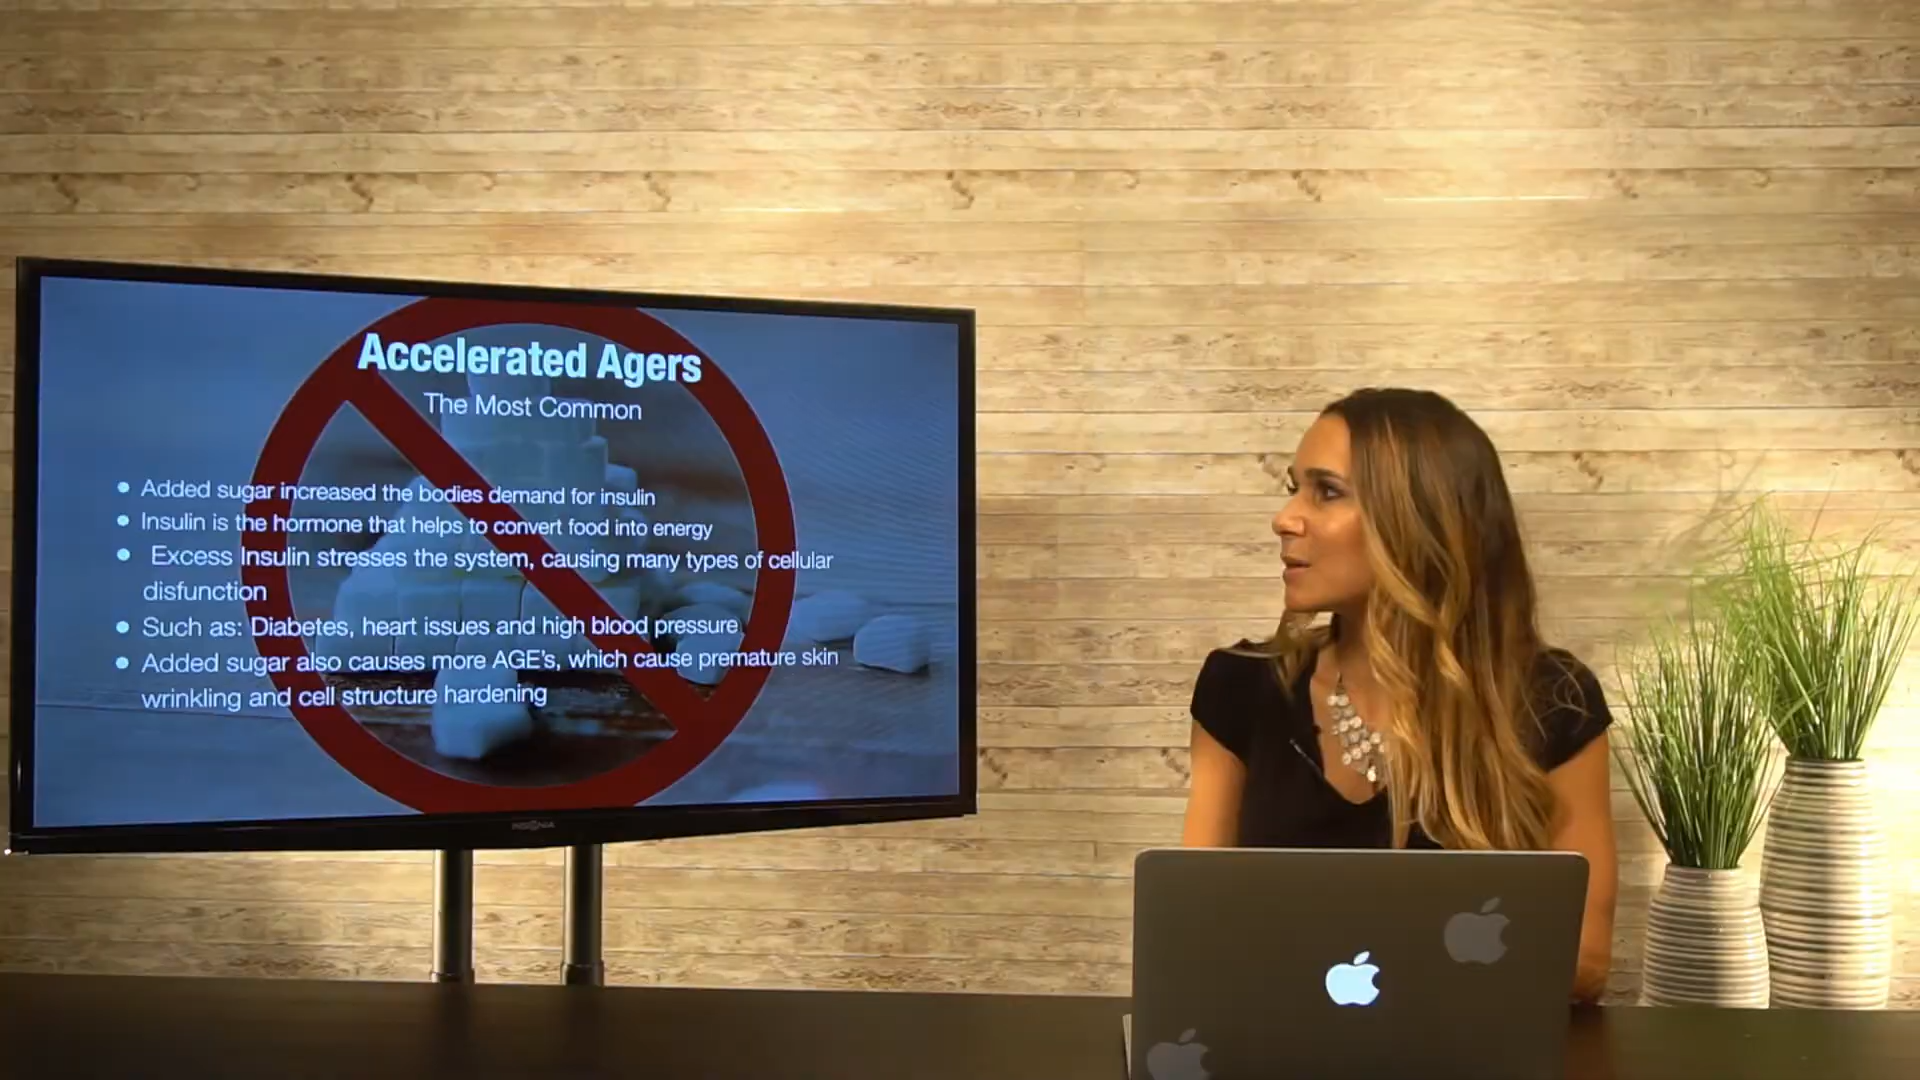 Accelerated Agers
The Most Common
• Added sugar increased the bodies demand for insulin
• Insulin is the hormone that helps to convert food into energy
• Excess Insulin stresses the system, causing many types of cellular
disfunction
• Such as: Diabetes, heart issues and high blood pressure
• Added sugar also causes more AGE's, which cause premature skin
wrinkling and cell structure hardening
INSIGNIA